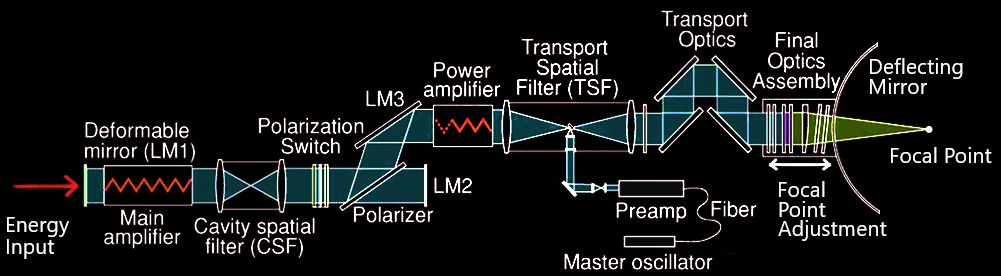 Deformable
mirror (LM1)
Main
amplifier
Energy
Input
Cavity spatial
filter (CSF)
Polarization
Switch
LM3
LM2
Polarizer
Power
amplifier
Transport
Spatial
Filter (TSF)
Preamp
Fiber
Master oscillator
Transport
Optics
Final
Optics
Assembly
Deflecting
Mirror
Focal Point
Focal
Point
Adjustment